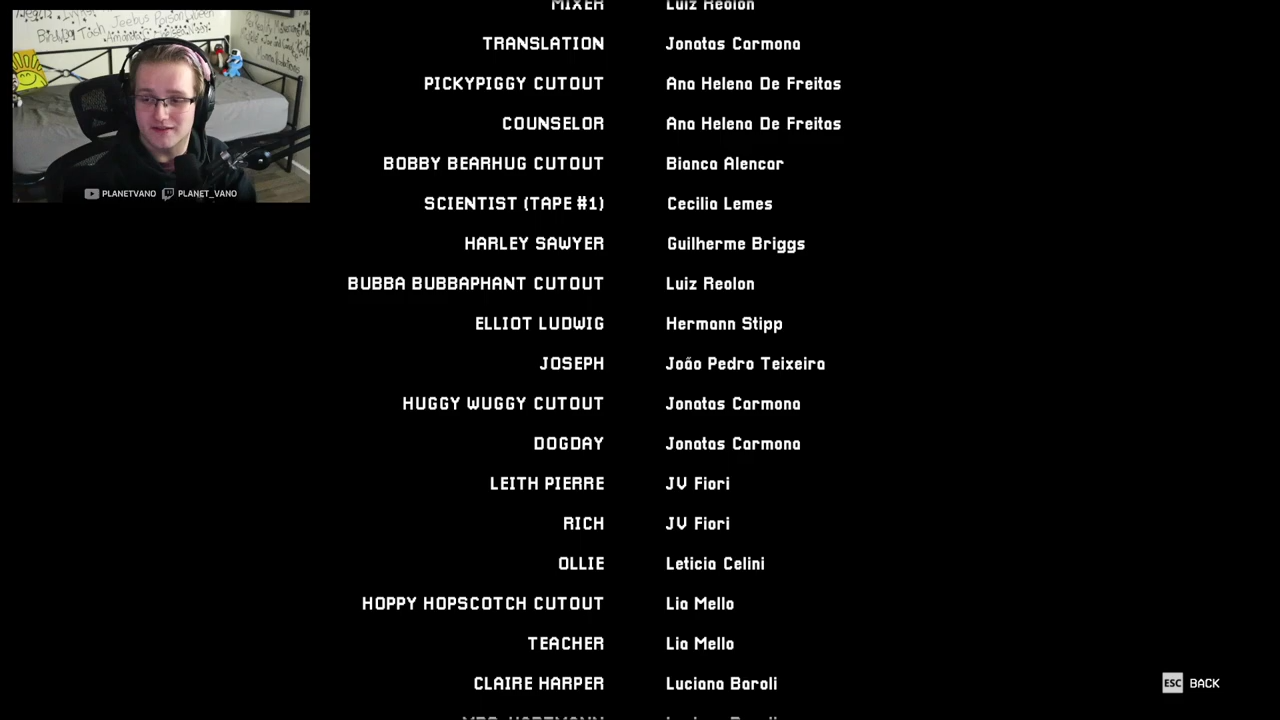 MIXER Luiz Reolon
TRANSLATION Jonatas Carmona
PICKYPIGGY CUTOUT Ana Helena De Freitas
COUNSELOR Ana Helena De Freitas
BOBBY BEARHUG CUTOUT Bianca Alencar
SCIENTIST (TAPE #1) Cecilia Lemes
HARLEY SAWYER Guilherme Briggs
BUBBA BUBBAPHANT CUTOUT Luiz Reolon
ELLIOT LUDWIG Hermann Stipp
JOSEPH João Pedro Teixeira
HUGGY WUGGY CUTOUT Jonatas Carmona
DOGDAY Jonatas Carmona
LEITH PIERRE JV Fiori
RICH JV Fiori
OLLIE Leticia Celini
HOPPY HOPSCOTCH CUTOUT Lia Mello
TEACHER Lia Mello
CLAIRE HARPER Luciana Baroli
PLANETVANO PLANET_VANO
ESC BACK